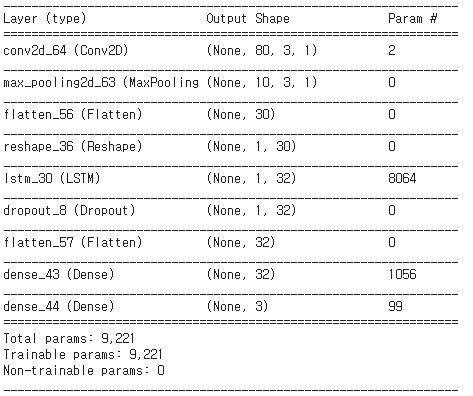 Layer (type) Output Shape Param #
conv2d_64 (Conv2D) (None, 80, 3, 1) 2
max_pooling2d_63 (MaxPooling (None, 10, 3, 1) 0
flatten_56 (Flatten) (None, 30) 0
reshape_36 (Reshape) (None, 1, 30) 0
lstm_30 (LSTM) (None, 1, 32) 8064
dropout_8 (Dropout) (None, 1, 32) 0
flatten_57 (Flatten) (None, 32) 0
dense_43 (Dense) (None, 32) 1056
dense_44 (Dense) (None, 3) 99
Total params: 9,221
Trainable params: 9,221
Non-trainable params: 0